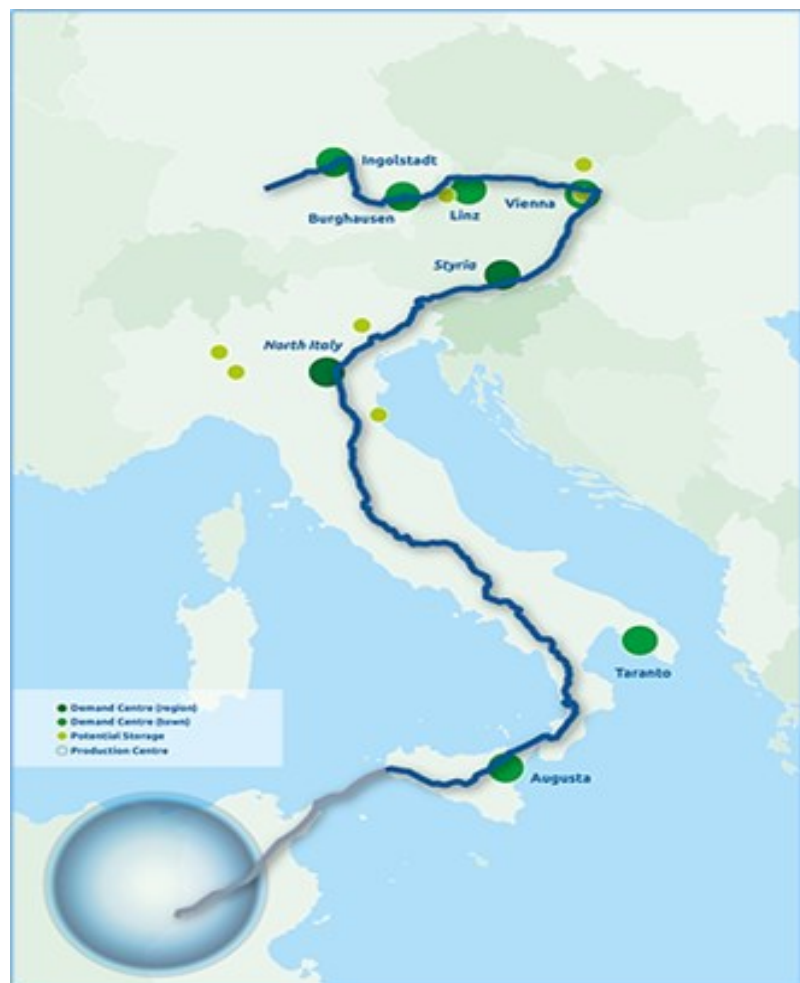 Ingolstadt
Burghausen
Linz
Vienna
Styria
North Italy
Taranto
Demand Centre (region)
Demand Centre (town)
Potential Storage
Production Centre
Augusta